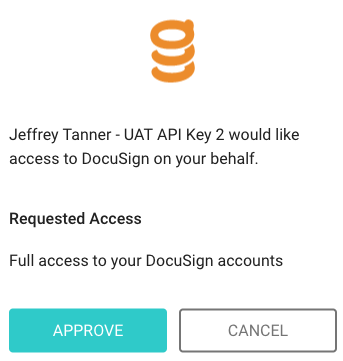 Jeffrey Tanner - UAT API Key 2 would like
access to DocuSign on your behalf.
Requested Access
Full access to your DocuSign accounts
APPROVE CANCEL